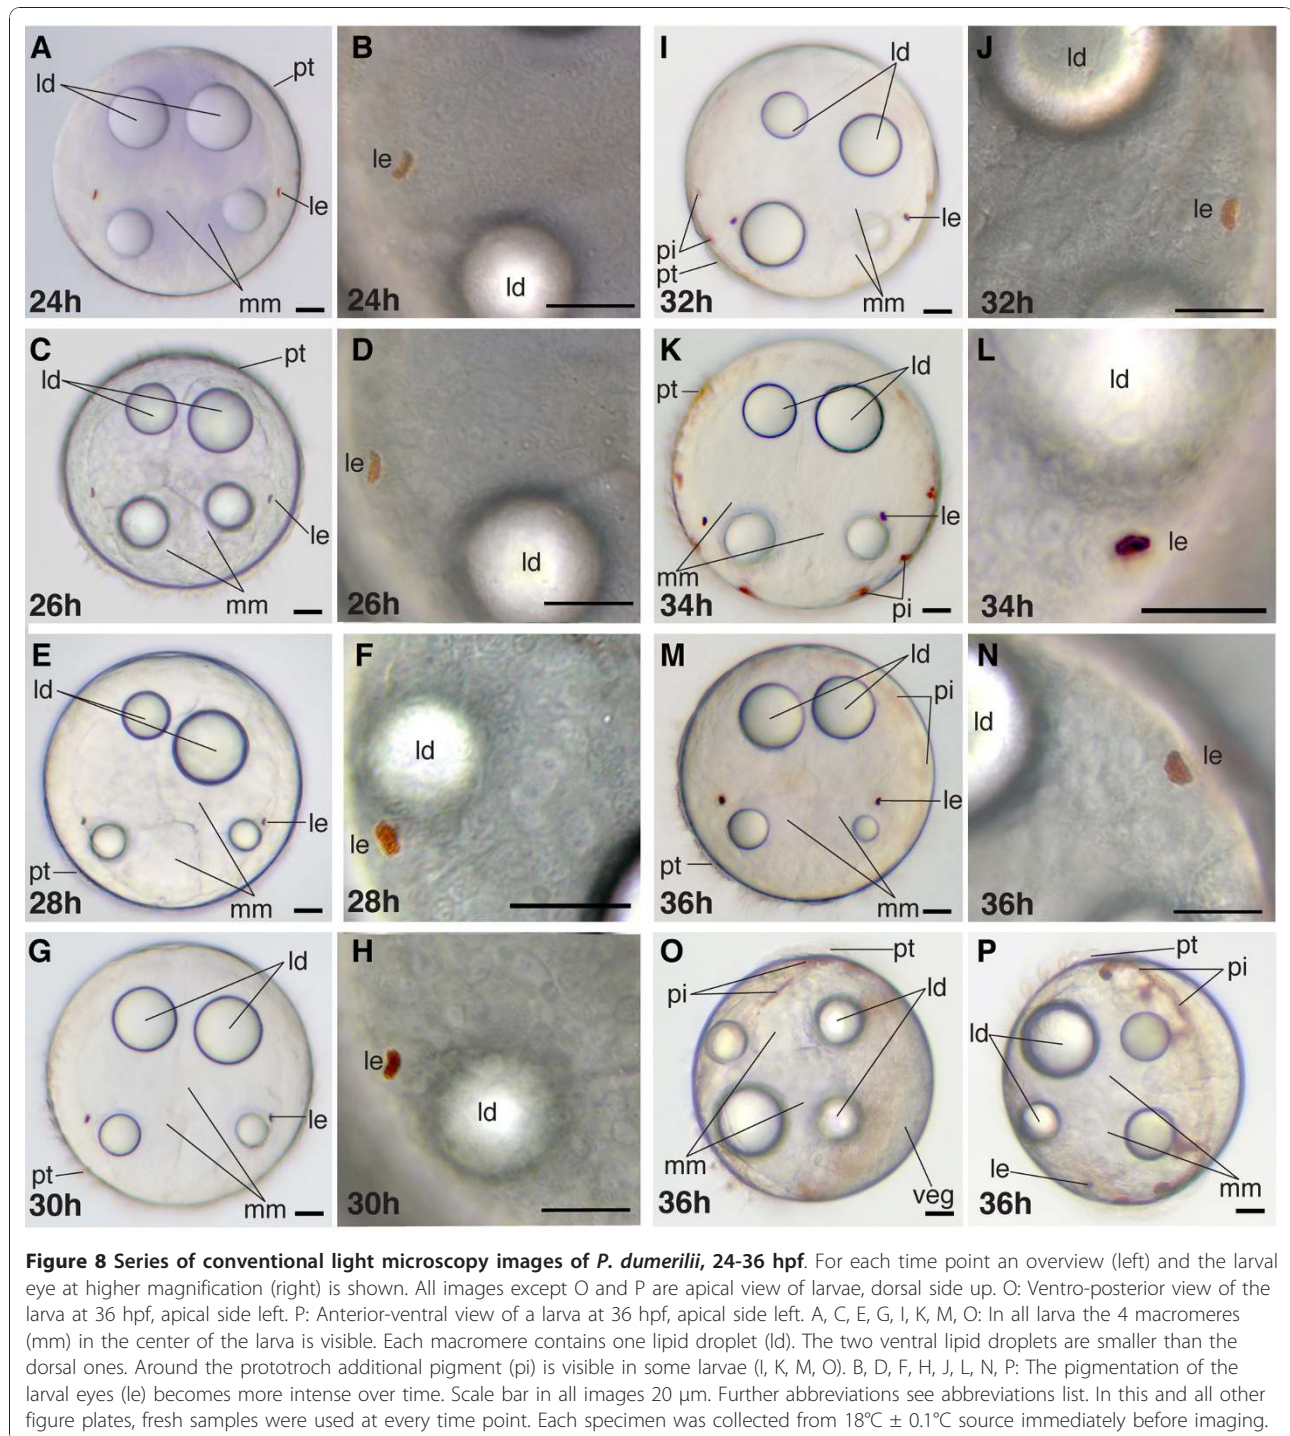 A
ld
pt
le
mm
24h
B
le
ld
24h
I
ld
le
pi
pt
mm
32h
J
ld
le
32h
C
pt
ld
le
mm
26h
D
le
ld
26h
K
ld
pt
le
mm
pi
34h
L
ld
le
34h
E
ld
le
pt
mm
28h
F
ld
le
28h
M
ld
pi
le
pt
mm
36h
N
ld
le
36h
G
ld
le
pt
mm
30h
H
le
ld
30h
O
pt
pi
ld
mm
veg
36h
P
pt
pi
ld
le
mm
36h
Figure 8 Series of conventional light microscopy images of P. dumerilii, 24-36 hpf. For each time point an overview (left) and the larval
eye at higher magnification (right) is shown. All images except O and P are apical view of larvae, dorsal side up. O: Ventro-posterior view of the
larva at 36 hpf, apical side left. P: Anterior-ventral view of a larva at 36 hpf, apical side left. A, C, E, G, I, K, M, O: In all larva the 4 macromeres
(mm) in the center of the larva is visible. Each macromere contains one lipid droplet (ld). The two ventral lipid droplets are smaller than the
dorsal ones. Around the prototroch additional pigment (pi) is visible in some larvae (I, K, M, O). B, D, F, H, J, L, N, P: The pigmentation of the
larval eyes (le) becomes more intense over time. Scale bar in all images 20 μm. Further abbreviations see abbreviations list. In this and all other
figure plates, fresh samples were used at every time point. Each specimen was collected from 18°C ± 0.1°C source immediately before imaging.